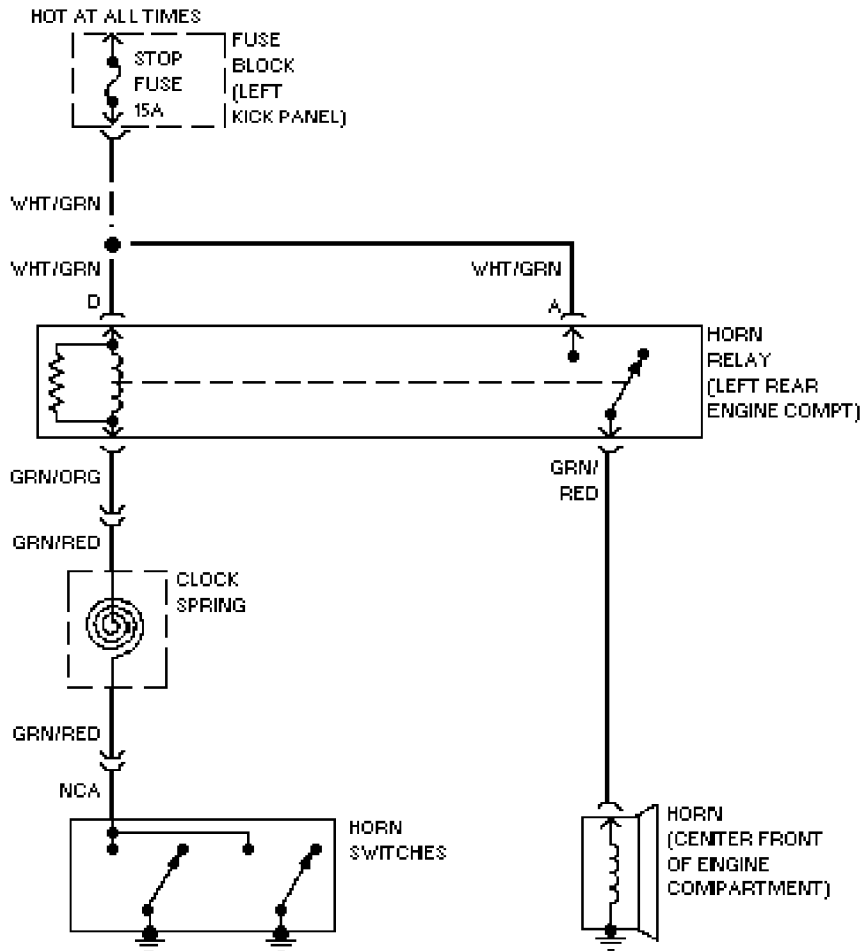 HOT AT ALL TIMES
STOP
FUSE
15A
FUSE
BLOCK
(LEFT
KICK PANEL)
WHT/GRN
WHT/GRN
D
WHT/GRN
A
HORN
RELAY
(LEFT REAR
ENGINE COMPT)
GRN/ORG
GRN/
RED
GRN/RED
CLOCK
SPRING
GRN/RED
NCA
HORN
SWITCHES
HORN
(CENTER FRONT
OF ENGINE
COMPARTMENT)